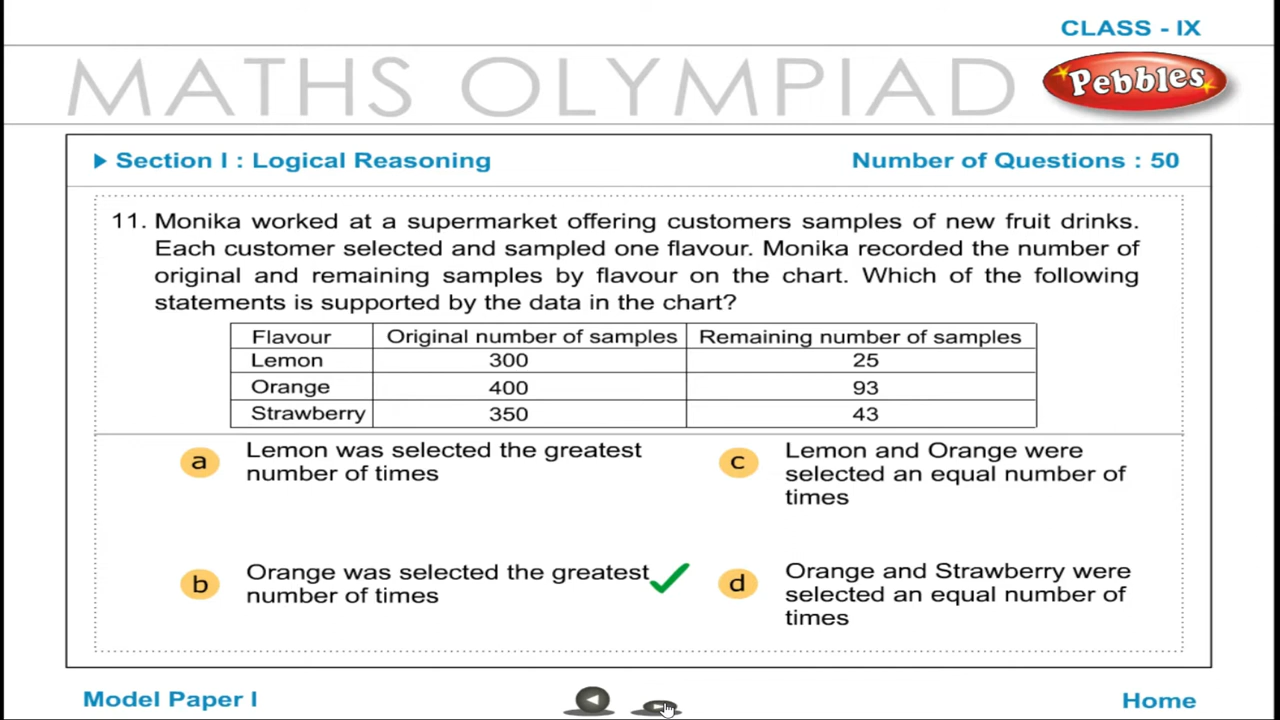 CLASS - IX
MATHS OLYMPIAD
Pebbles
Section I : Logical Reasoning
Number of Questions : 50
11. Monika worked at a supermarket offering customers samples of new fruit drinks.
Each customer selected and sampled one flavour. Monika recorded the number of
original and remaining samples by flavour on the chart. Which of the following
statements is supported by the data in the chart?
Flavour Original number of samples Remaining number of samples
Lemon 300 25
Orange 400 93
Strawberry 350 43
a Lemon was selected the greatest
number of times
c Lemon and Orange were
selected an equal number of
times
b Orange was selected the greatest
number of times
d Orange and Strawberry were
selected an equal number of
times
Model Paper I
Home